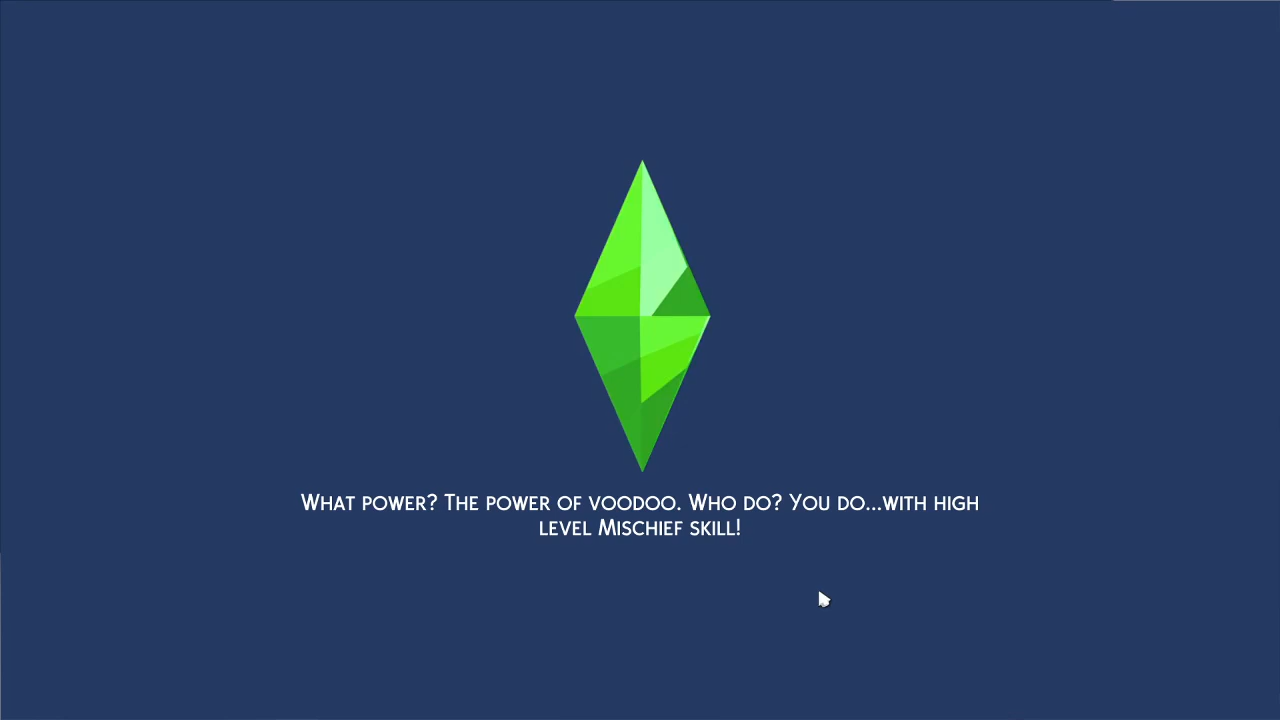 What power? The power of voodoo. Who do? You do...with high
level Mischief skill!